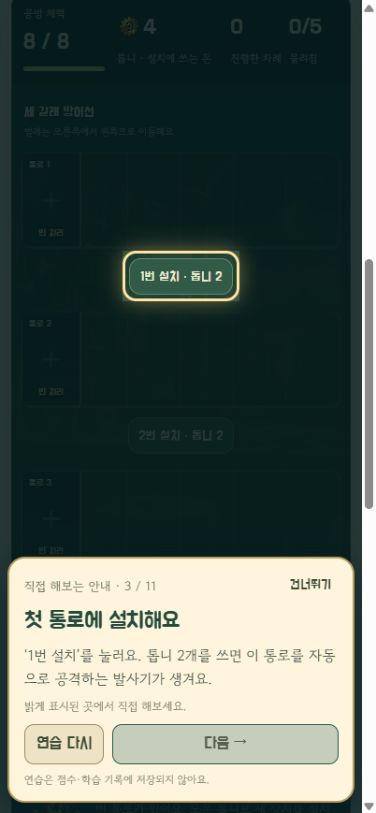 공방 체력
8 / 8
4
톱니 · 설치에 쓰는 돈
0
진행한 차례
0/5
물리침
세 갈래 방어선
벌레는 오른쪽에서 왼쪽으로 이동해요
통로 1
+
빈 자리
1번 설치 · 톱니 2
통로 2
+
빈 자리
2번 설치 · 톱니 2
통로 3
+
빈 자리
직접 해보는 안내 · 3 / 11
건너뛰기
첫 통로에 설치해요
‘1번 설치’를 눌러요. 톱니 2개를 쓰면 이 통로를 자동
으로 공격하는 발사기가 생겨요.
밝게 표시된 곳에서 직접 해보세요.
연습 다시
다음 →
연습은 점수·학습 기록에 저장되지 않아요.